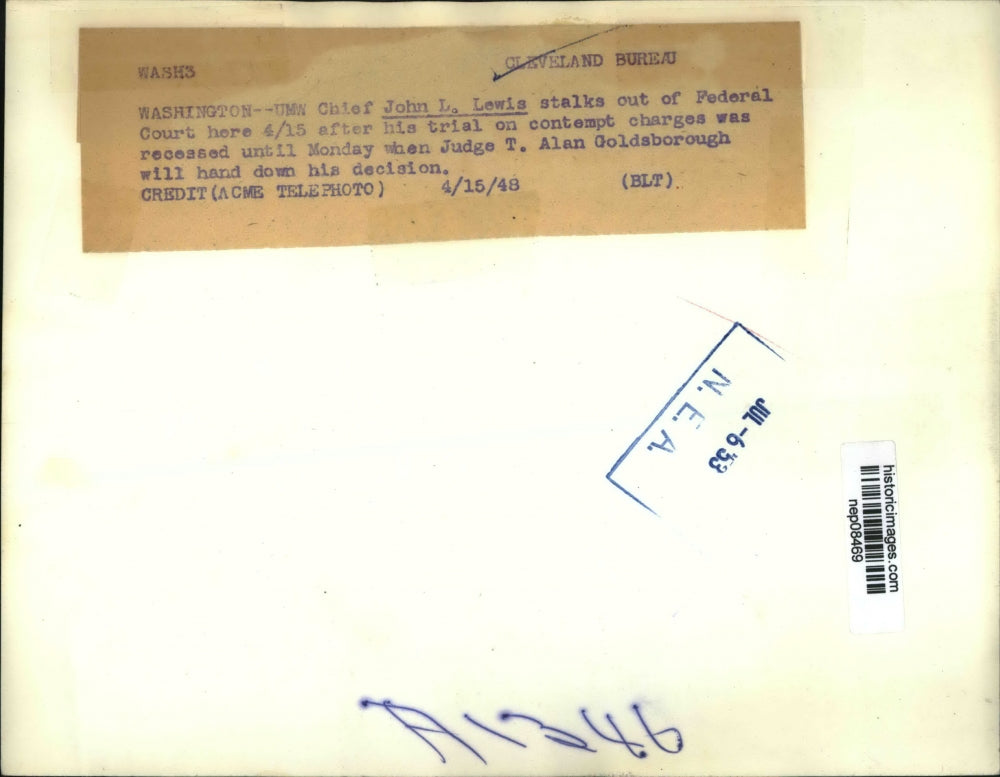 WASH3
CLEVELAND BUREAU
WASHINGTON--UMW Chief John L. Lewis stalks out of Federal
Court here 4/15 after his trial on contempt charges was
recessed until Monday when Judge T. Alan Goldsborough
will hand down his decision.
CREDIT(ACME TELEPHOTO) 4/15/48 (BLT)
N. E. A.
JUL-6 53
historicimages.com
nep08469
A1346